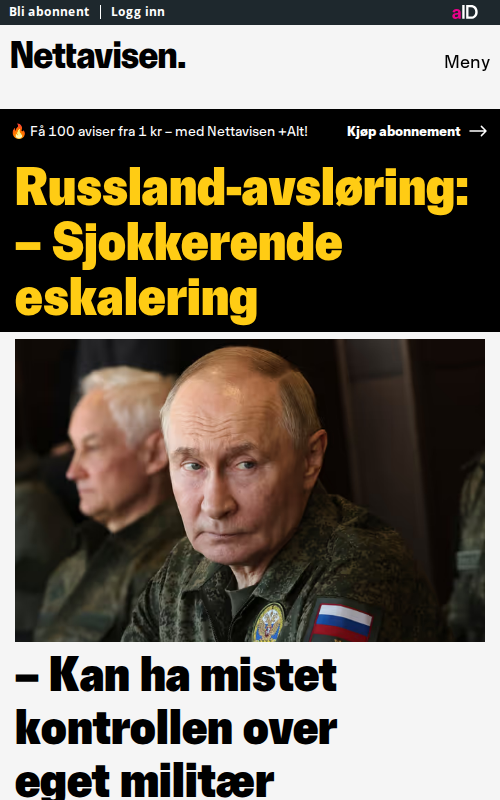 Bli abonnent | Logg inn
aID
Nettavisen.
Meny
🔥 Få 100 aviser fra 1 kr – med Nettavisen +Alt!
Kjøp abonnement →
Russland-avsløring:
– Sjokkerende
eskalering
– Kan ha mistet
kontrollen over
eget militær